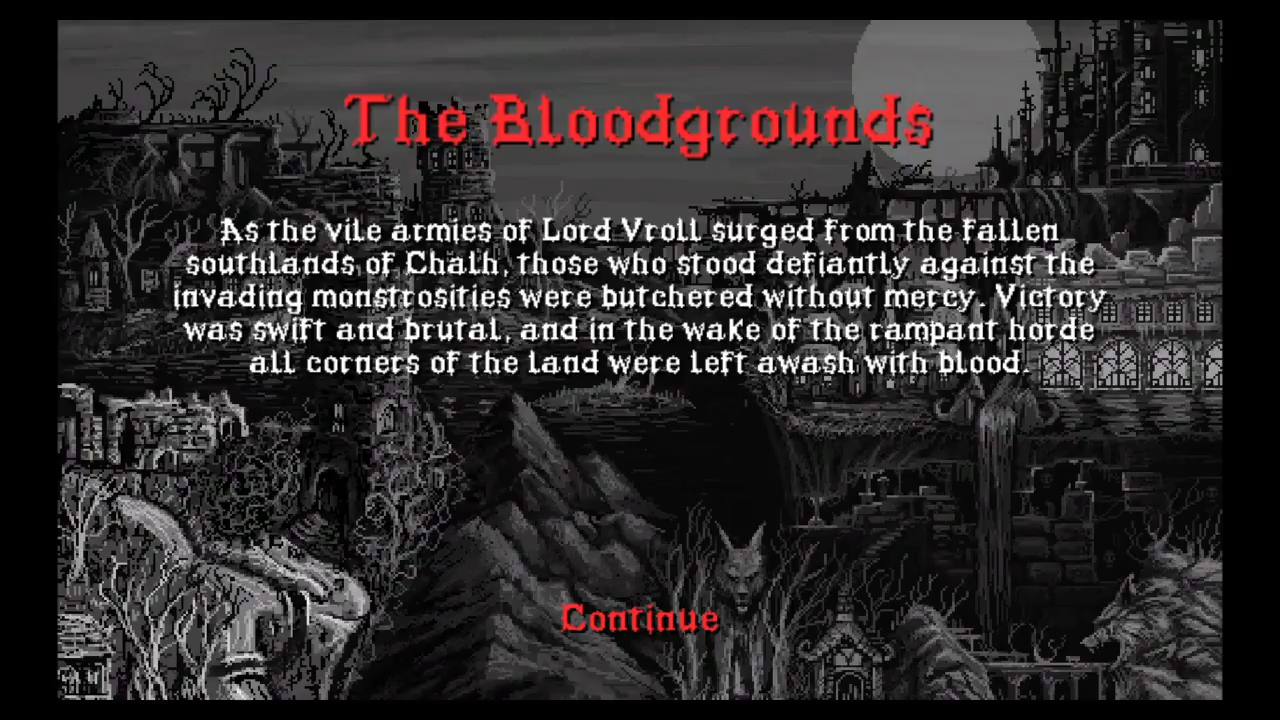 The Bloodgrounds
As the vile armies of Lord Vroll surged from the fallen
southlands of Chalh, those who stood defiantly against the
invading monstrosities were butchered without mercy. Victory
was swift and brutal, and in the wake of the rampant horde
all corners of the land were left awash with blood.
Continue